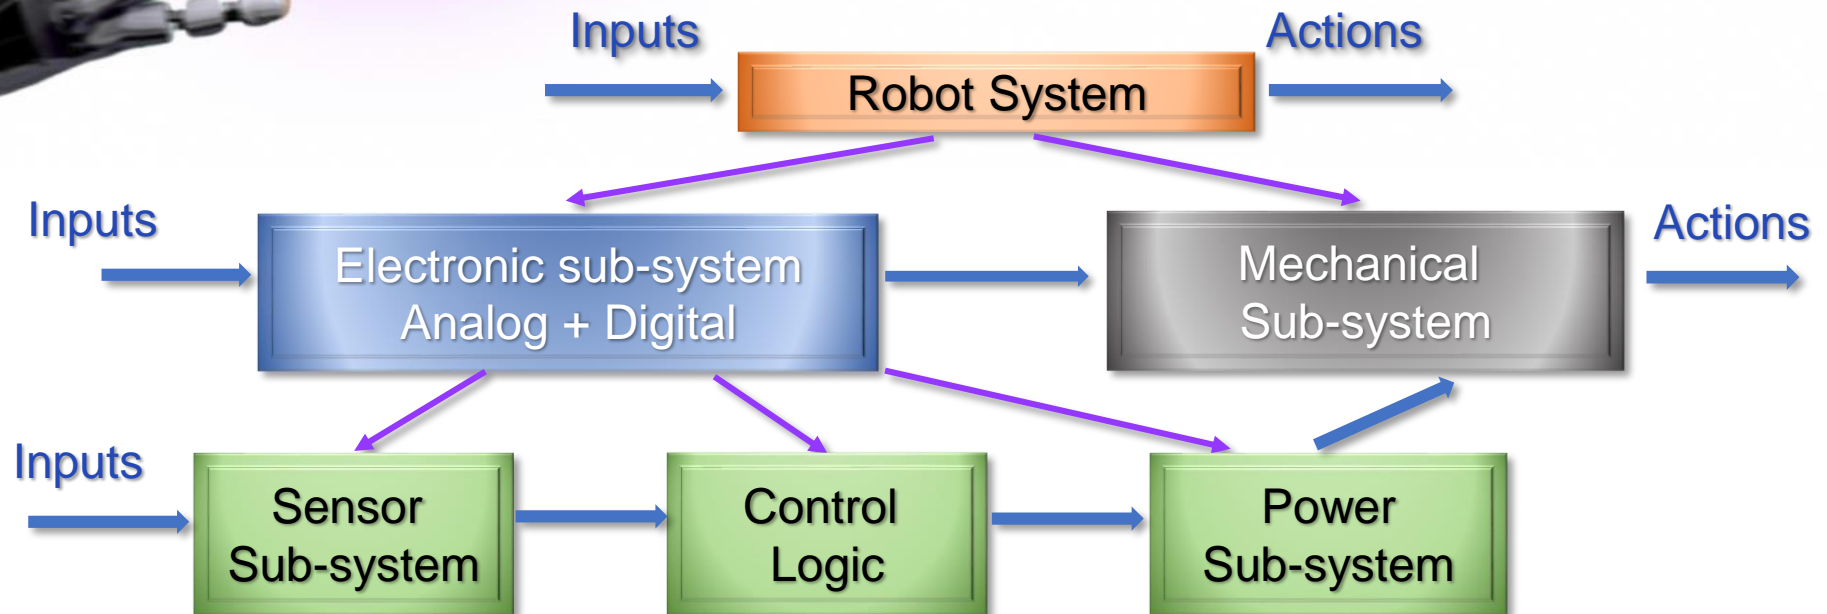 Inputs
Actions
Robot System
Inputs
Electronic sub-system
Analog + Digital
Mechanical
Sub-system
Actions
Inputs
Sensor
Sub-system
Control
Logic
Power
Sub-system